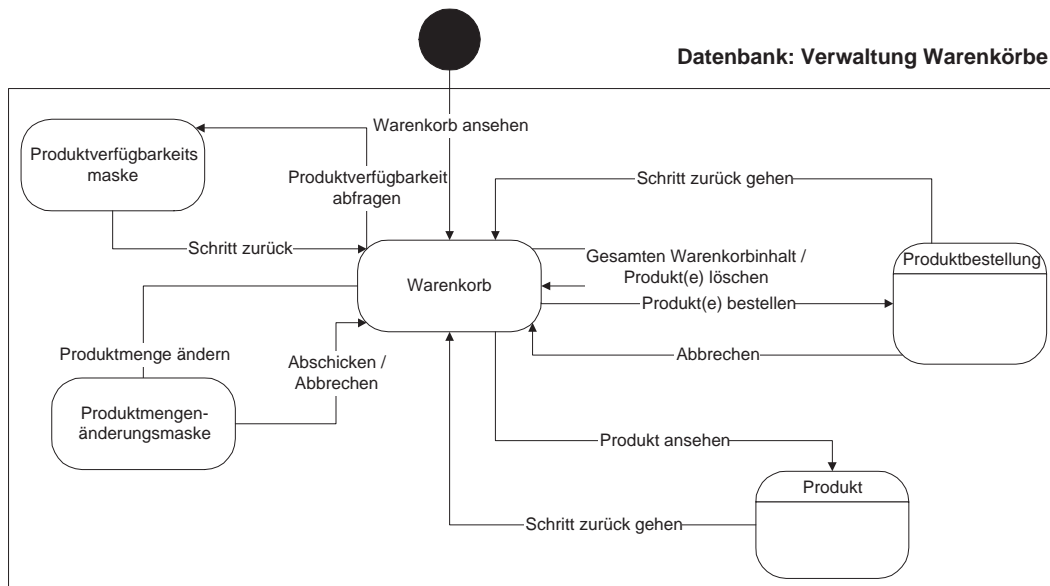 Datenbank: Verwaltung Warenkörbe
Warenkorb ansehen
Produktverfügbarkeits
maske
Produktverfügbarkeit
abfragen
Schritt zurück gehen
Schritt zurück
Gesamten Warenkorbinhalt /
Produkt(e) löschen
Produktbestellung
Warenkorb
Produkt(e) bestellen
Produktmenge ändern
Abschicken /
Abbrechen
Abbrechen
Produktmengen-
änderungsmaske
Produkt ansehen
Produkt
Schritt zurück gehen